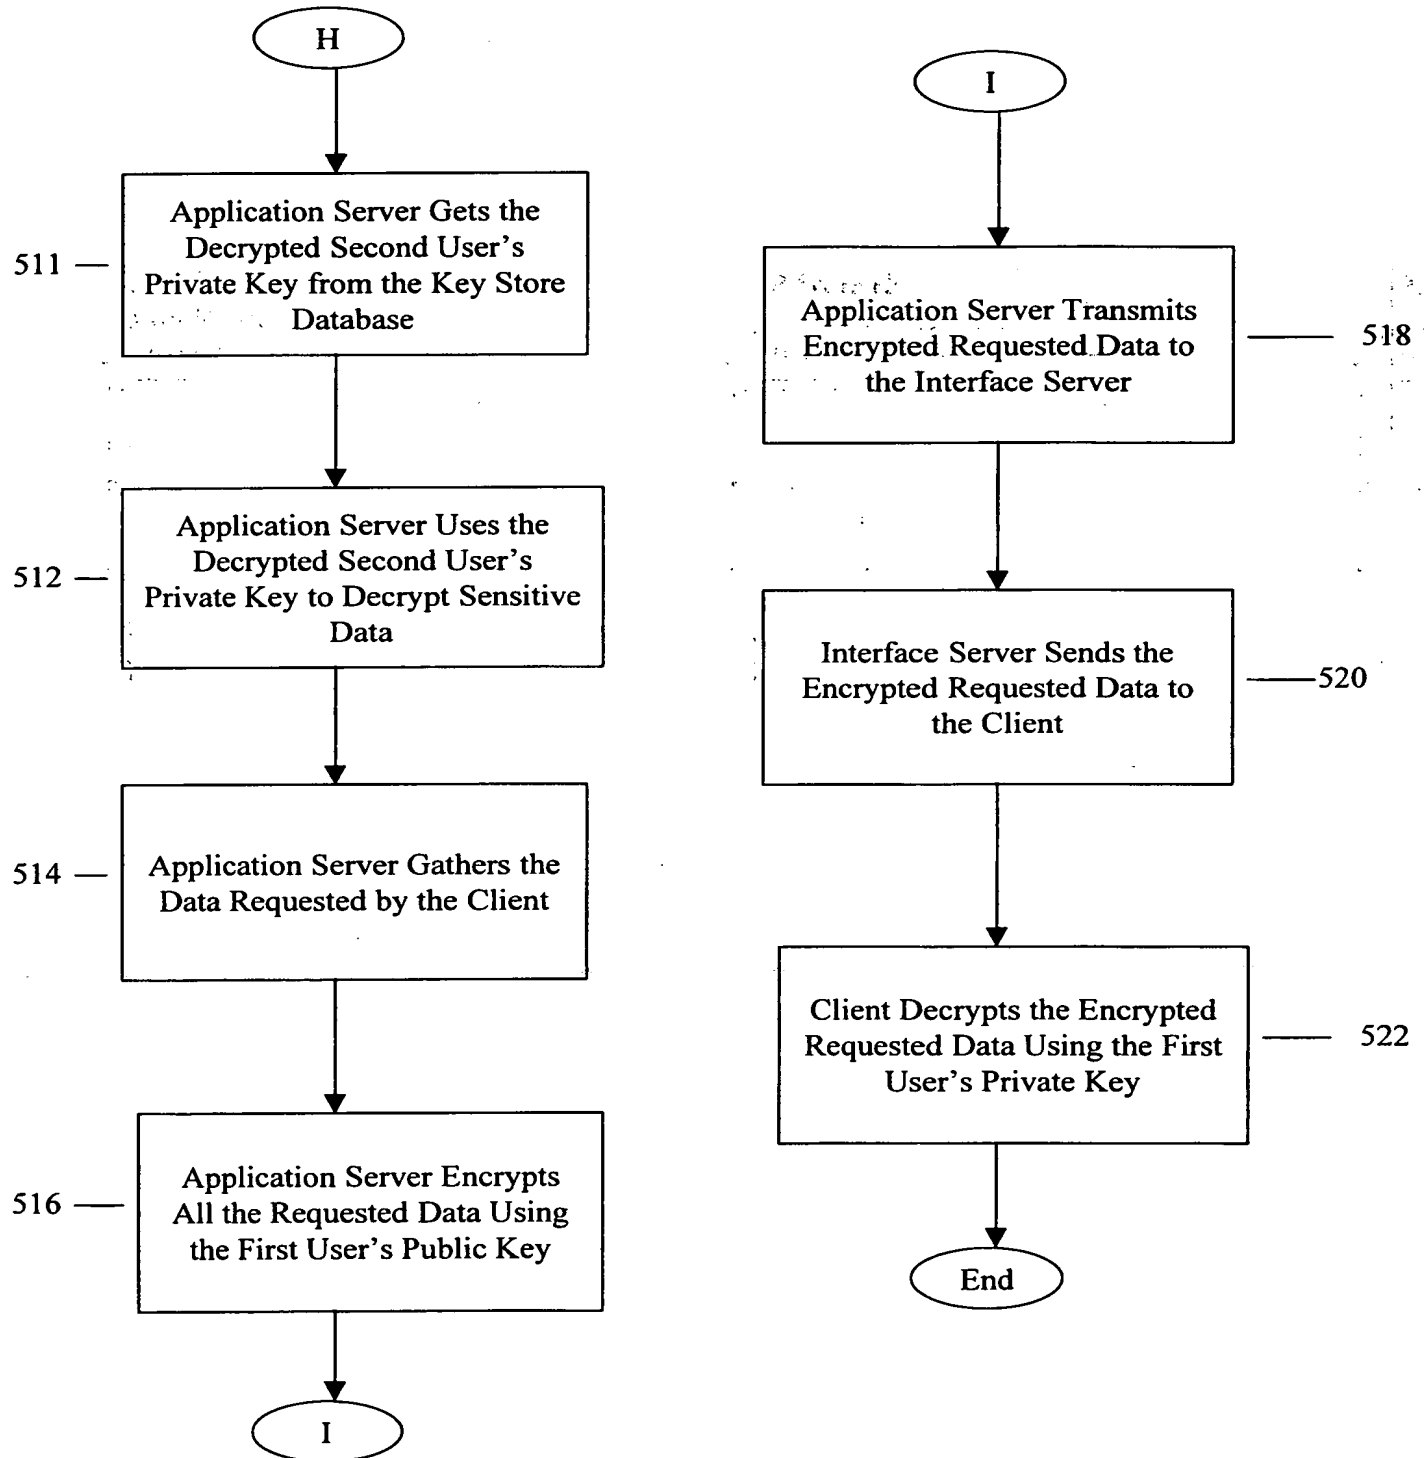 H
511
Application Server Gets the
Decrypted Second User's
Private Key from the Key Store
Database
512
Application Server Uses the
Decrypted Second User's
Private Key to Decrypt Sensitive
Data
514
Application Server Gathers the
Data Requested by the Client
516
Application Server Encrypts
All the Requested Data Using
the First User's Public Key
I
I
Application Server Transmits
Encrypted Requested Data to
the Interface Server
518
Interface Server Sends the
Encrypted Requested Data to
the Client
520
Client Decrypts the Encrypted
Requested Data Using the First
User's Private Key
522
End